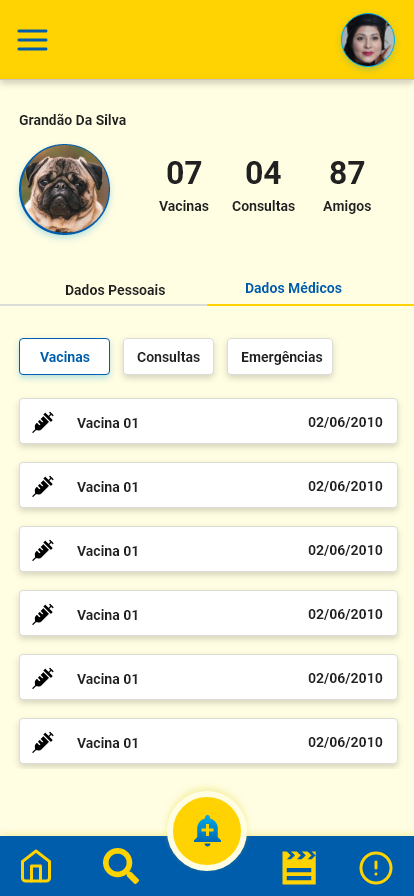 Grandão Da Silva
07 04 87
Vacinas Consultas Amigos
Dados Pessoais Dados Médicos
Vacinas Consultas Emergências
Vacina 01 02/06/2010
Vacina 01 02/06/2010
Vacina 01 02/06/2010
Vacina 01 02/06/2010
Vacina 01 02/06/2010
Vacina 01 02/06/2010